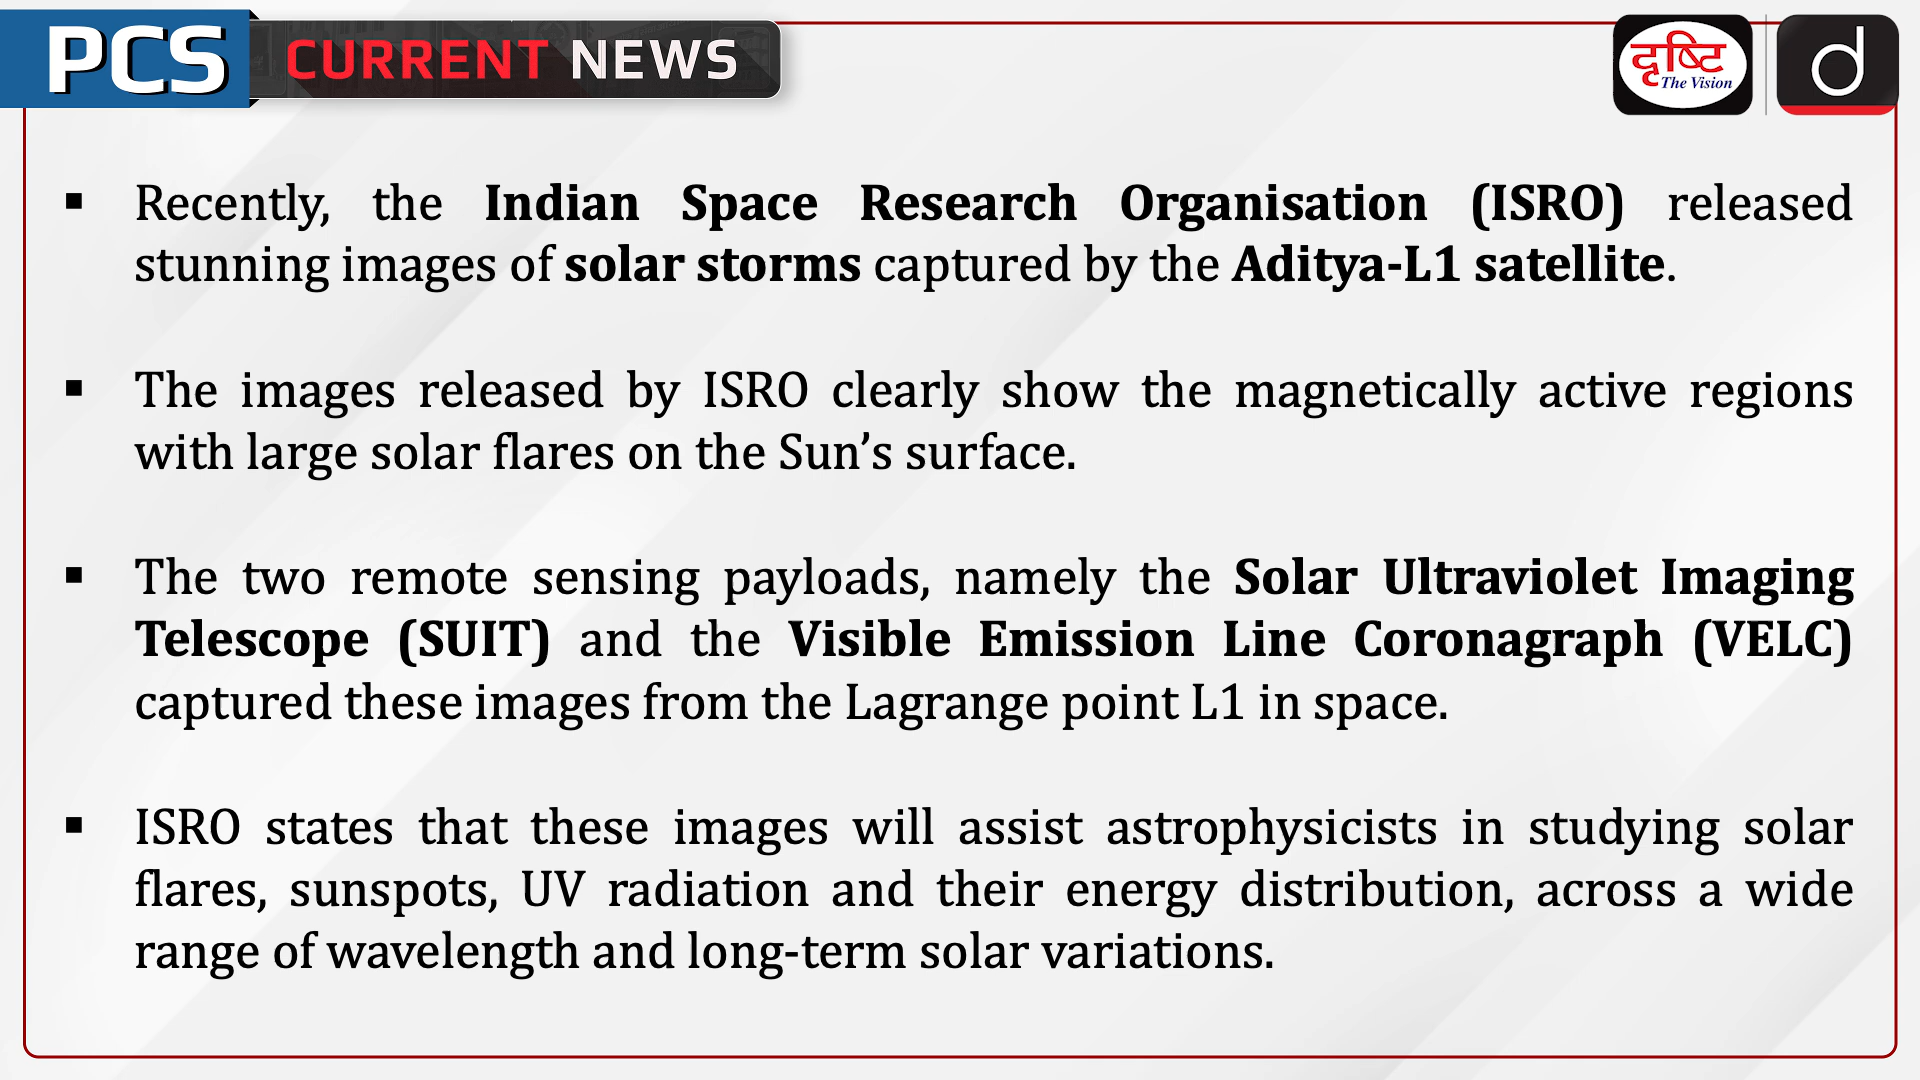 PCS CURRENT NEWS
दृष्टि
The Vision
d
▪ Recently, the Indian Space Research Organisation (ISRO) released
stunning images of solar storms captured by the Aditya-L1 satellite.
▪ The images released by ISRO clearly show the magnetically active regions
with large solar flares on the Sun’s surface.
▪ The two remote sensing payloads, namely the Solar Ultraviolet Imaging
Telescope (SUIT) and the Visible Emission Line Coronagraph (VELC)
captured these images from the Lagrange point L1 in space.
▪ ISRO states that these images will assist astrophysicists in studying solar
flares, sunspots, UV radiation and their energy distribution, across a wide
range of wavelength and long-term solar variations.